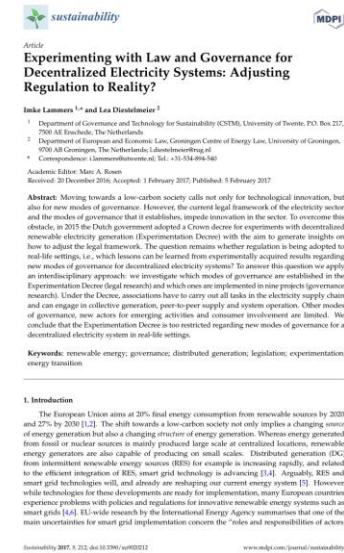 sustainability
MDPI
Article
Experimenting with Law and Governance for
Decentralized Electricity Systems: Adjusting
Regulation to Reality?
Imke Lammers 1,* and Lea Diestelmeier 2
1 Department of Governance and Technology for Sustainability (CSTM), University of Twente, P.O. Box 217,
7500 AE Enschede, The Netherlands
2 Department of European and Economic Law, Groningen Centre of Energy Law, University of Groningen,
9700 AB Groningen, The Netherlands; l.diestelmeier@rug.nl
* Correspondence: i.lammers@utwente.nl; Tel.: +31-534-894-540
Academic Editor: Marc A. Rosen
Received: 20 December 2016; Accepted: 1 February 2017; Published: 5 February 2017
Abstract: Moving towards a low-carbon society calls not only for technological innovation, but
also for new modes of governance. However, the current legal framework of the electricity sector
and the modes of governance that it establishes, impede innovation in the sector. To overcome this
obstacle, in 2015 the Dutch government adopted a Crown decree for experiments with decentralized
renewable electricity generation (Experimentation Decree) with the aim to generate insights on
how to adjust the legal framework. The question remains whether regulation is being adopted to
real-life settings, i.e., which lessons can be learned from experimentally acquired results regarding
new modes of governance for decentralized electricity systems? To answer this question we apply
an interdisciplinary approach: we investigate which modes of governance are established in the
Experimentation Decree (legal research) and which ones are implemented in nine projects (governance
research). Under the Decree, associations have to carry out all tasks in the electricity supply chain
and can engage in collective generation, peer-to-peer supply and system operation. Other modes
of governance, new actors for emerging activities and consumer involvement are limited. We
conclude that the Experimentation Decree is too restricted regarding new modes of governance for a
decentralized electricity system in real-life settings.
Keywords: renewable energy; governance; distributed generation; legislation; experimentation;
energy transition
1. Introduction
The European Union aims at 20% final energy consumption from renewable sources by 2020
and 27% by 2030 [1,2]. The shift towards a low-carbon society not only implies a changing source
of energy generation but also a changing structure of energy generation. Whereas energy generated
from fossil or nuclear sources is mainly produced large scale at centralized locations, renewable
energy generators are also capable of producing on small scales. Distributed generation (DG)
from intermittent renewable energy sources (RES) for example is increasing rapidly, and related
to the efficient integration of RES, smart grid technology is advancing [3,4]. Arguably, RES and
smart grid technologies will, and already are reshaping our current energy system [5]. However
while technologies for these developments are ready for implementation, many European countries
experience problems with policies and regulations for innovative renewable energy systems such as
smart grids [4,6]. EU-wide research by the International Energy Agency summarises that one of the
main uncertainties for smart grid implementation concern the "roles and responsibilities of actors
Sustainability 2017, 9, 212; doi:10.3390/su9020212
www.mdpi.com/journal/sustainability